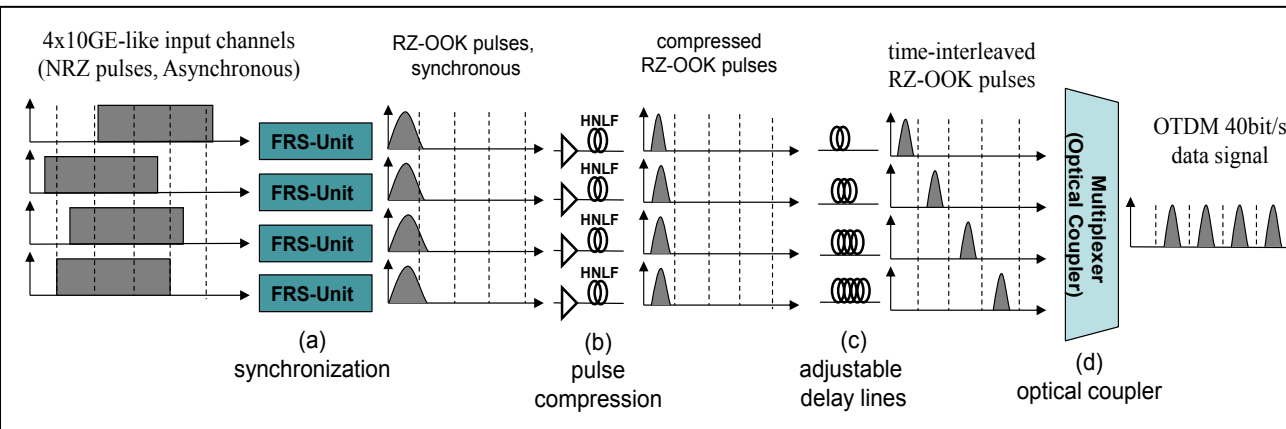 4x10GE-like input channels
(NRZ pulses, Asynchronous)
RZ-OOK pulses,
synchronous
compressed
RZ-OOK pulses
time-interleaved
RZ-OOK pulses
OTDM 40bit/s
data signal
FRS-Unit
FRS-Unit
FRS-Unit
FRS-Unit
HNLF
HNLF
HNLF
HNLF
Multiplexer
(Optical Coupler)
(a)
synchronization
(b)
pulse
compression
(c)
adjustable
delay lines
(d)
optical coupler